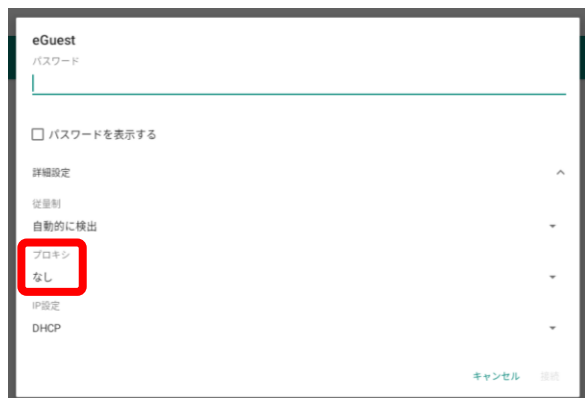 eGuest
パスワード
パスワードを表示する
詳細設定
従量制
自動的に検出
プロキシ
なし
IP設定
DHCP
キャンセル 接続